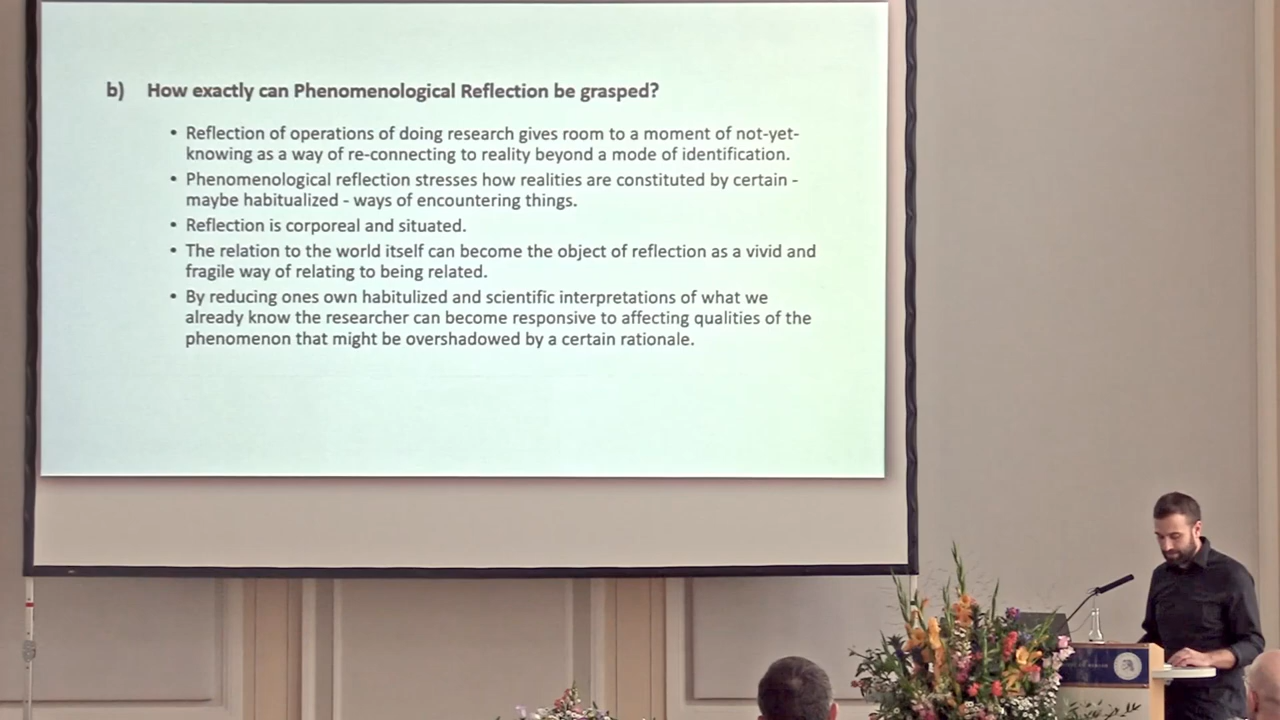 b) How exactly can Phenomenological Reflection be grasped?
• Reflection of operations of doing research gives room to a moment of not-yet-
knowing as a way of re-connecting to reality beyond a mode of identification.
• Phenomenological reflection stresses how realities are constituted by certain -
maybe habitualized - ways of encountering things.
• Reflection is corporeal and situated.
• The relation to the world itself can become the object of reflection as a vivid and
fragile way of relating to being related.
• By reducing ones own habitulized and scientific interpretations of what we
already know the researcher can become responsive to affecting qualities of the
phenomenon that might be overshadowed by a certain rationale.